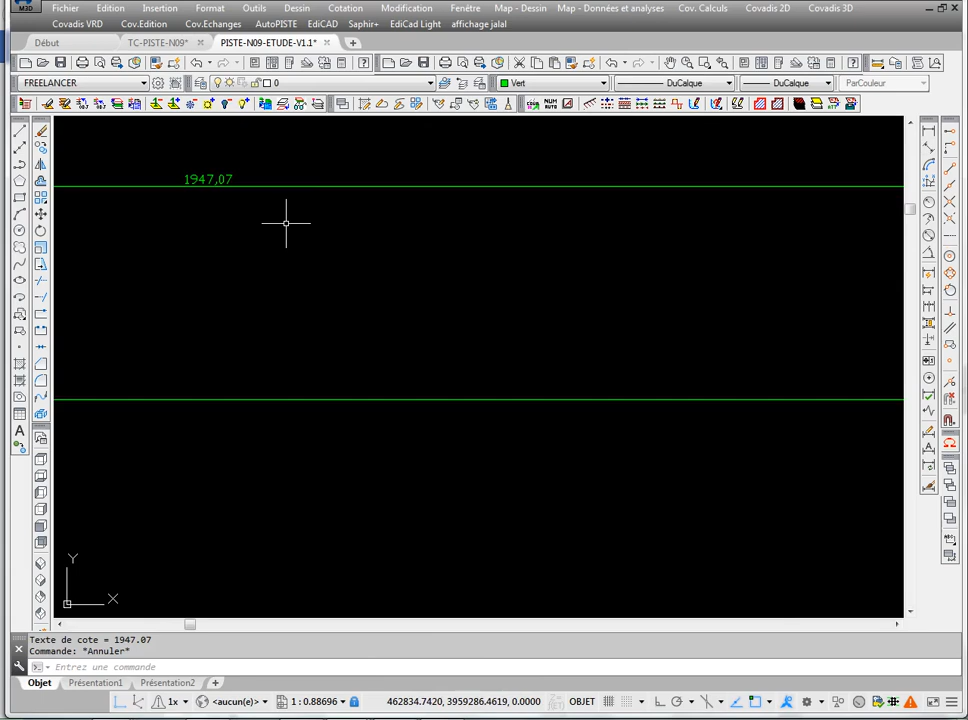 M3D
Fichier Edition Insertion Format Outils Dessin Cotation Modification Fenêtre Map - Dessin Map - Données et analyses Cov. Calculs Covadis 2D Covadis 3D
Covadis VRD Cov.Edition Cov.Echanges AutoPISTE EdiCAD Saphir+ EdiCad Light affichage jalal
Début TC-PISTE-N09* PISTE-N09-ETUDE-V1.1*
FREELANCER 0 Vert DuCalque DuCalque ParCouleur
1947,07
Y
X
Texte de cote = 1947.07
Commande: *Annuler*
Entrez une commande
Objet Présentation1 Présentation2
1x <aucun(e)> 1 : 0.88696 462834.7420, 3959286.4619, 0.0000 OBJET